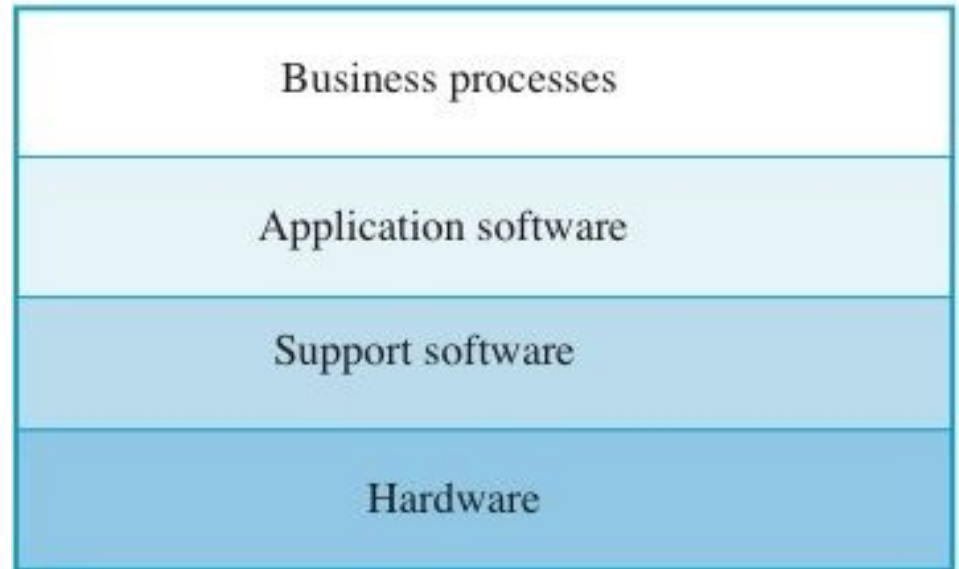 Business processes
Application software
Support software
Hardware